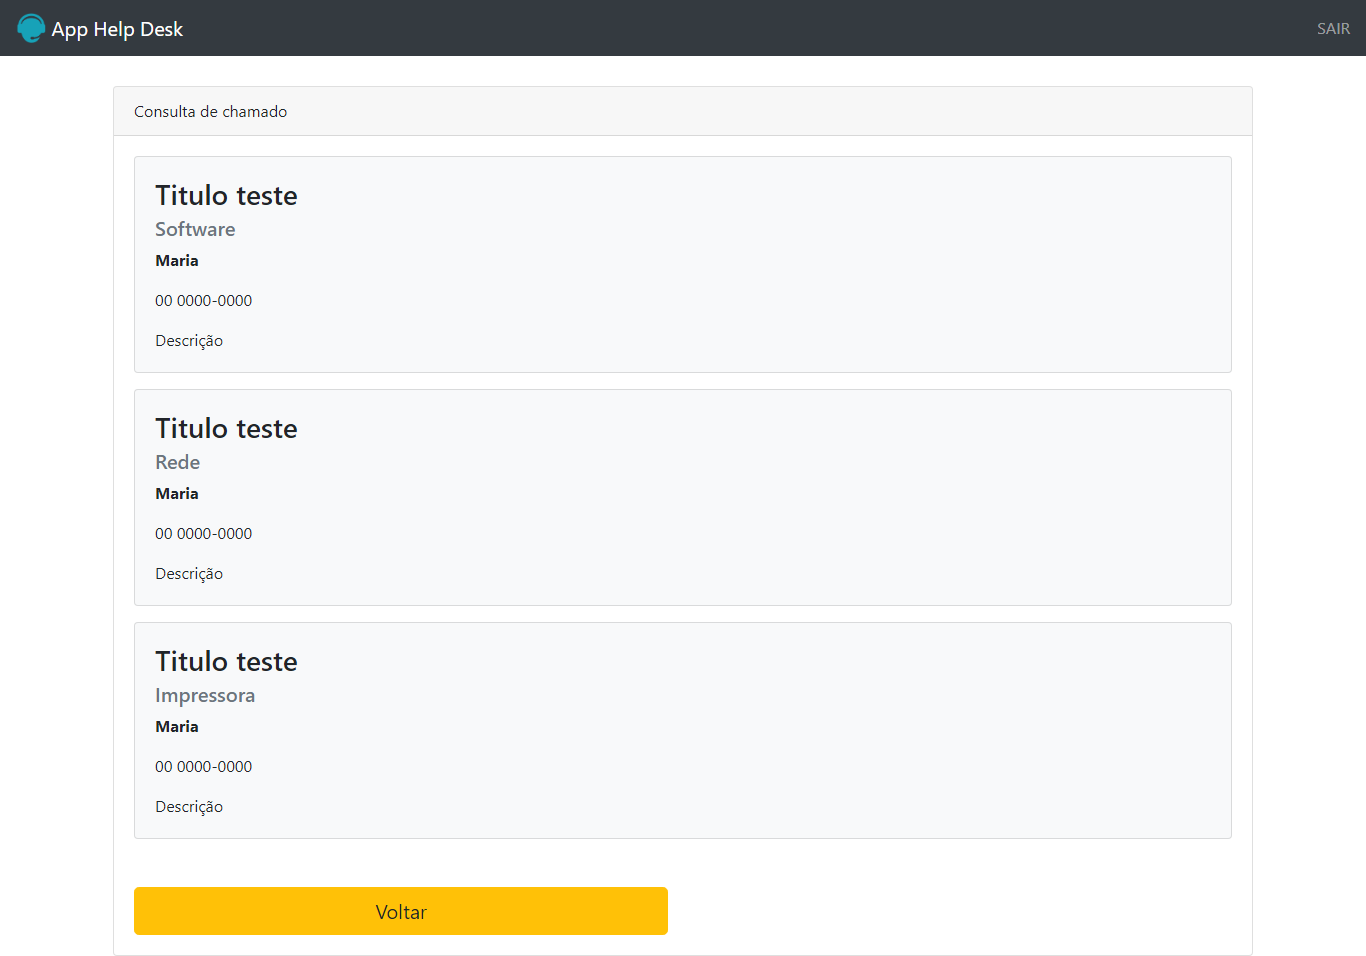 App Help Desk
SAIR
Consulta de chamado
Titulo teste
Software
Maria
00 0000-0000
Descrição
Titulo teste
Rede
Maria
00 0000-0000
Descrição
Titulo teste
Impressora
Maria
00 0000-0000
Descrição
Voltar